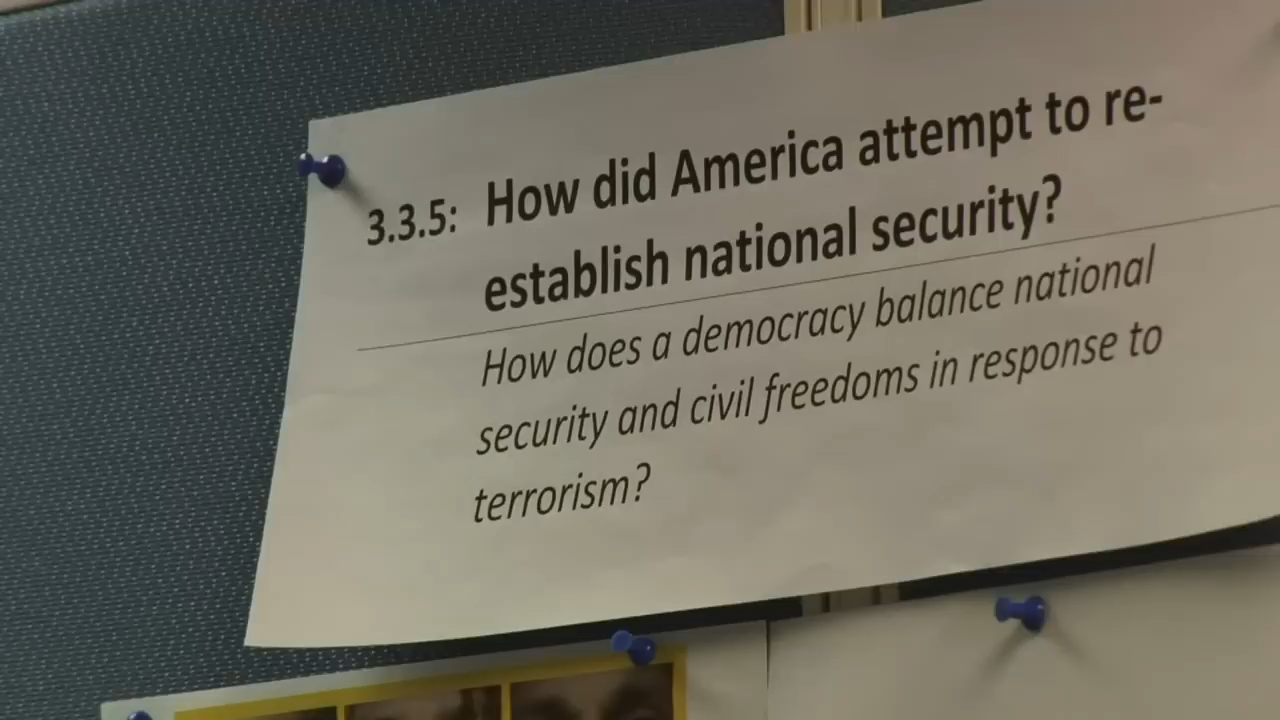 3.3.5: How did America attempt to re-
establish national security?
How does a democracy balance national
security and civil freedoms in response to
terrorism?